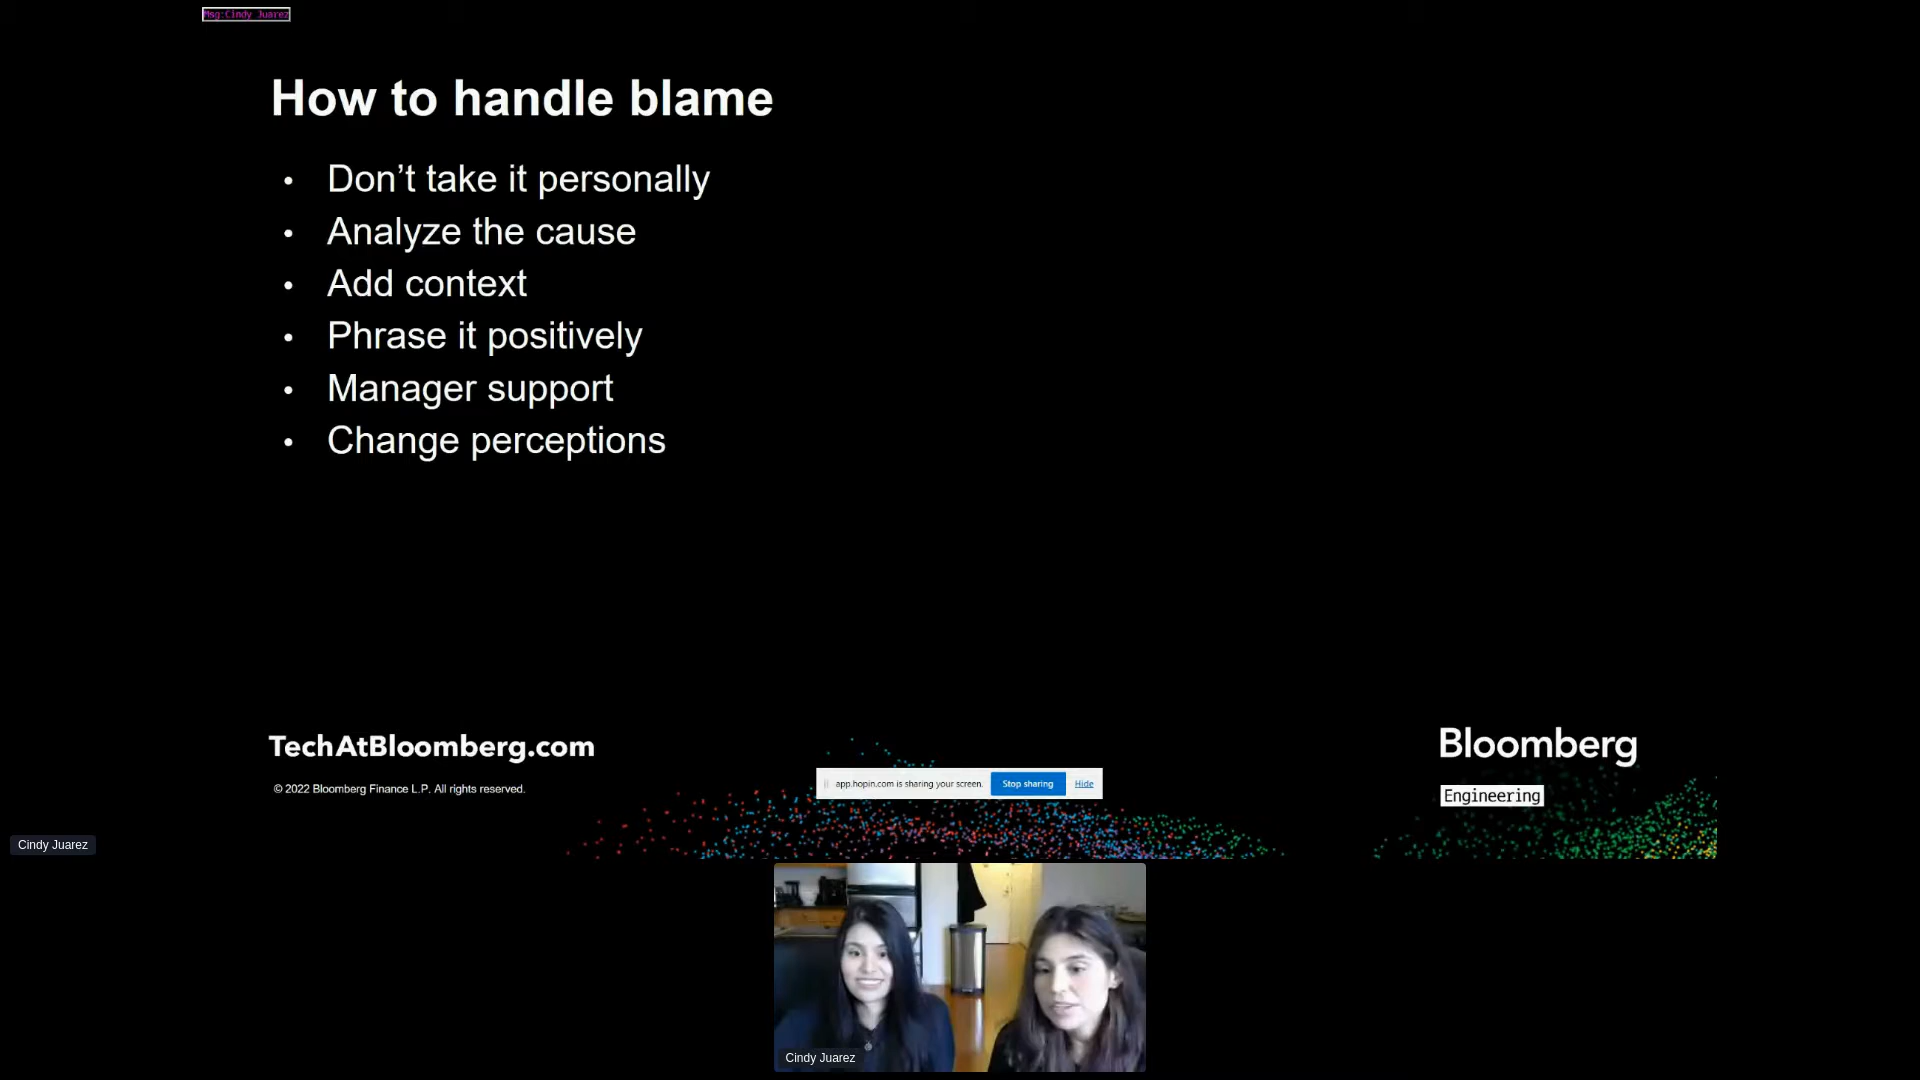 Msg:Cindy Juarez
How to handle blame
• Don’t take it personally
• Analyze the cause
• Add context
• Phrase it positively
• Manager support
• Change perceptions
TechAtBloomberg.com
© 2022 Bloomberg Finance L.P. All rights reserved.
app.hopin.com is sharing your screen. Stop sharing Hide
Bloomberg
Engineering
Cindy Juarez
Cindy Juarez